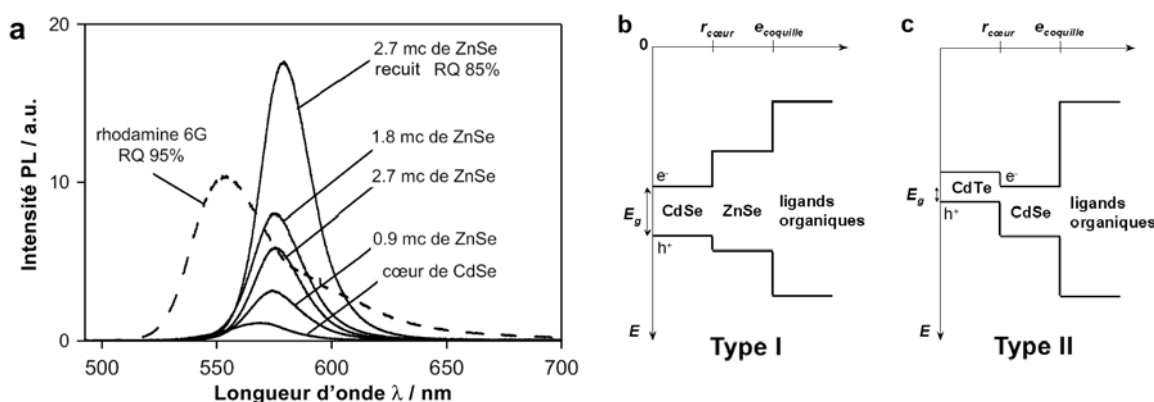 a
20
10
0
Intensité PL / a.u.
2.7 mc de ZnSe
recuit RQ 85%
rhodamine 6G
RQ 95%
1.8 mc de ZnSe
2.7 mc de ZnSe
0.9 mc de ZnSe
cœur de CdSe
500
550
600
650
700
Longueur d'onde λ / nm
b
0
r cœur
e coquille
e-
E g
CdSe
ZnSe
ligands
organiques
h+
E
Type I
c
r cœur
e coquille
e-
CdTe
E g
h+
CdSe
ligands
organiques
E
Type II